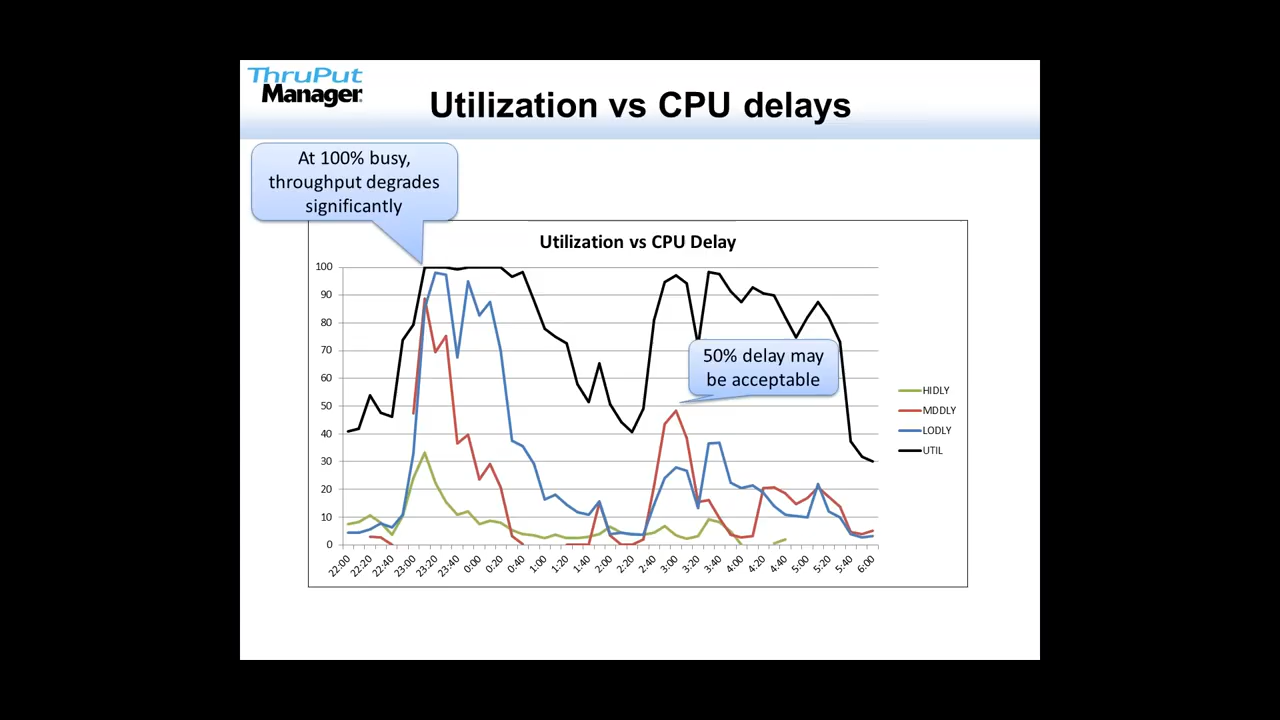 ThruPut
Manager
Utilization vs CPU delays
At 100% busy,
throughput degrades
significantly
Utilization vs CPU Delay
100
90
80
70
60
50
40
30
20
10
0
50% delay may
be acceptable
HIDLY
MDDLY
LODLY
UTIL
22:00
22:20
22:40
23:00
23:20
23:40
0:00
0:20
0:40
1:00
1:20
1:40
2:00
2:20
2:40
3:00
3:20
3:40
4:00
4:20
4:40
5:00
5:20
5:40
6:00